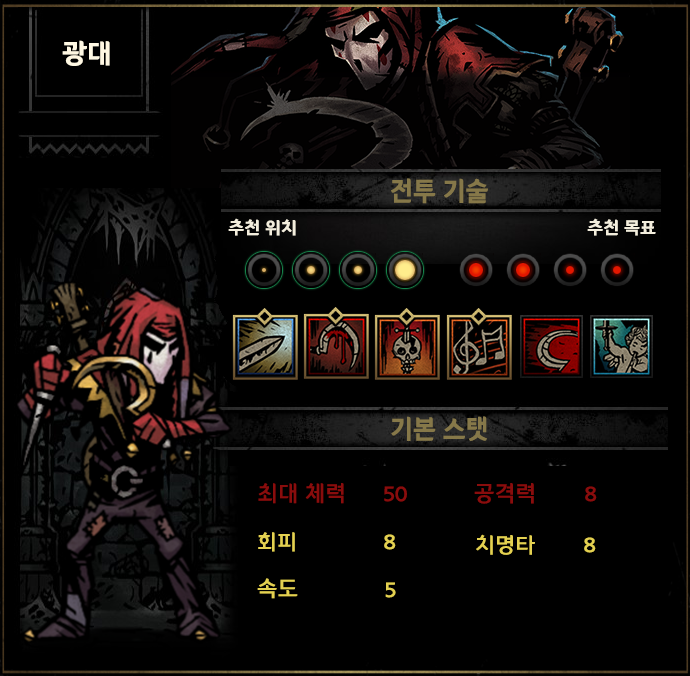 광대
전투 기술
추천 위치 추천 목표
기본 스탯
최대 체력 50 공격력 8
회피 8 치명타 8
속도 5